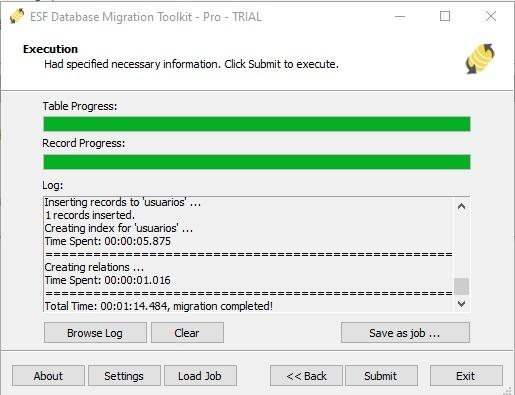 ESF Database Migration Toolkit - Pro - TRIAL
Execution
Had specified necessary information. Click Submit to execute.
Table Progress:
Record Progress:
Log:
Inserting records to 'usuarios' ...
1 records inserted.
Creating index for 'usuarios' ...
Time Spent: 00:00:05.875
====================================================
Creating relations ...
Time Spent: 00:00:01.016
====================================================
Total Time: 00:01:14.484, migration completed!
Browse Log Clear Save as job ...
About Settings Load Job << Back Submit Exit